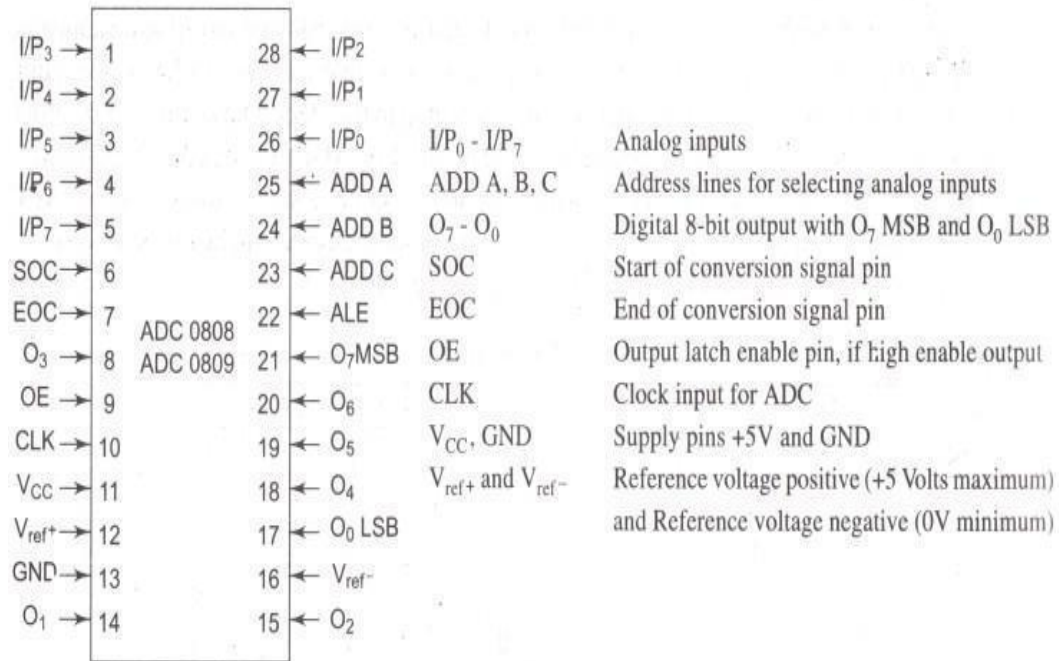 I/P₃ 1 28 I/P2
I/P₄ 2 27 I/P₁
I/P₅ 3 26 I/P₀ I/P₀ - I/P₇ Analog inputs
I/P₆ 4 25 ADD A ADD A, B, C Address lines for selecting analog inputs
I/P₇ 5 24 ADD B O₇ - O₀ Digital 8-bit output with O₇ MSB and O₀ LSB
SOC 6 23 ADD C SOC Start of conversion signal pin
EOC 7 22 ALE EOC End of conversion signal pin
ADC 0808
O₃ 8 21 O₇MSB OE Output latch enable pin, if high enable output
ADC 0809
OE 9 20 O₆ CLK Clock input for ADC
CLK 10 19 O₅ V_CC, GND Supply pins +5V and GND
V_CC 11 18 O₄ V_ref+ and V_ref- Reference voltage positive (+5 Volts maximum)
V_ref+ 12 17 O₀ LSB and Reference voltage negative (0V minimum)
GND 13 16 V_ref-
O₁ 14 15 O₂